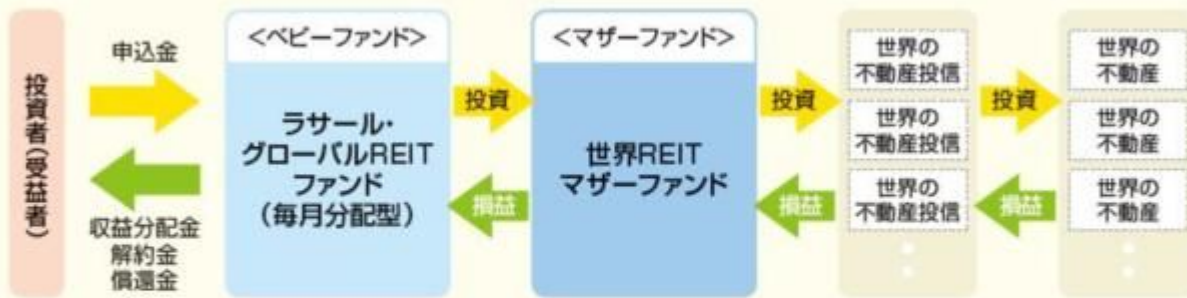 投資者(受益者)
申込金
収益分配金
解約金
償還金
<ベビーファンド>
ラサール・
グローバルREIT
ファンド
(毎月分配型)
投資
損益
<マザーファンド>
世界REIT
マザーファンド
投資
損益
世界の
不動産投信
世界の
不動産投信
世界の
不動産投信
投資
損益
世界の
不動産
世界の
不動産
世界の
不動産